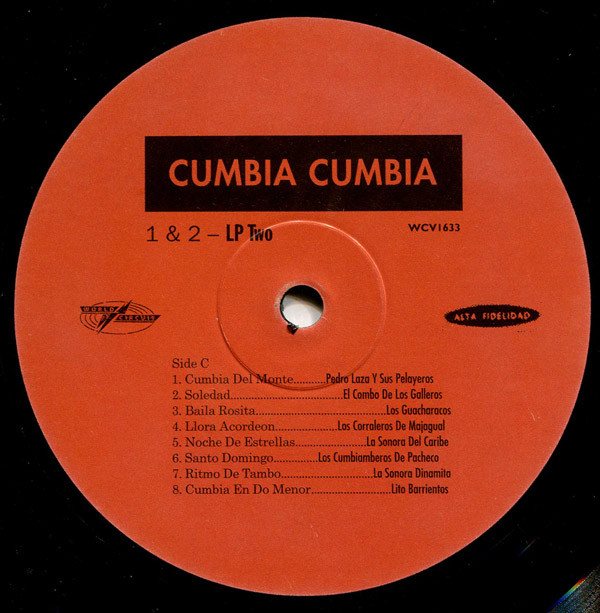 CUMBIA CUMBIA
1 & 2 – LP Two
WCV1633
WORLD CIRCUIT
ALTA FIDELIDAD
Side C
1. Cumbia Del Monte..........Pedro Laza Y Sus Pelayeros
2. Soledad...................................El Combo De Los Galleros
3. Baila Rosita........................................Los Guacharacos
4. Llora Acordeon...................Los Corraleros De Majagual
5. Noche De Estrellas......................La Sonora Del Caribe
6. Santo Domingo..............Los Cumbiamberos De Pacheco
7. Ritmo De Tambo............................La Sonora Dinamita
8. Cumbia En Do Menor.........................Lito Barrientos